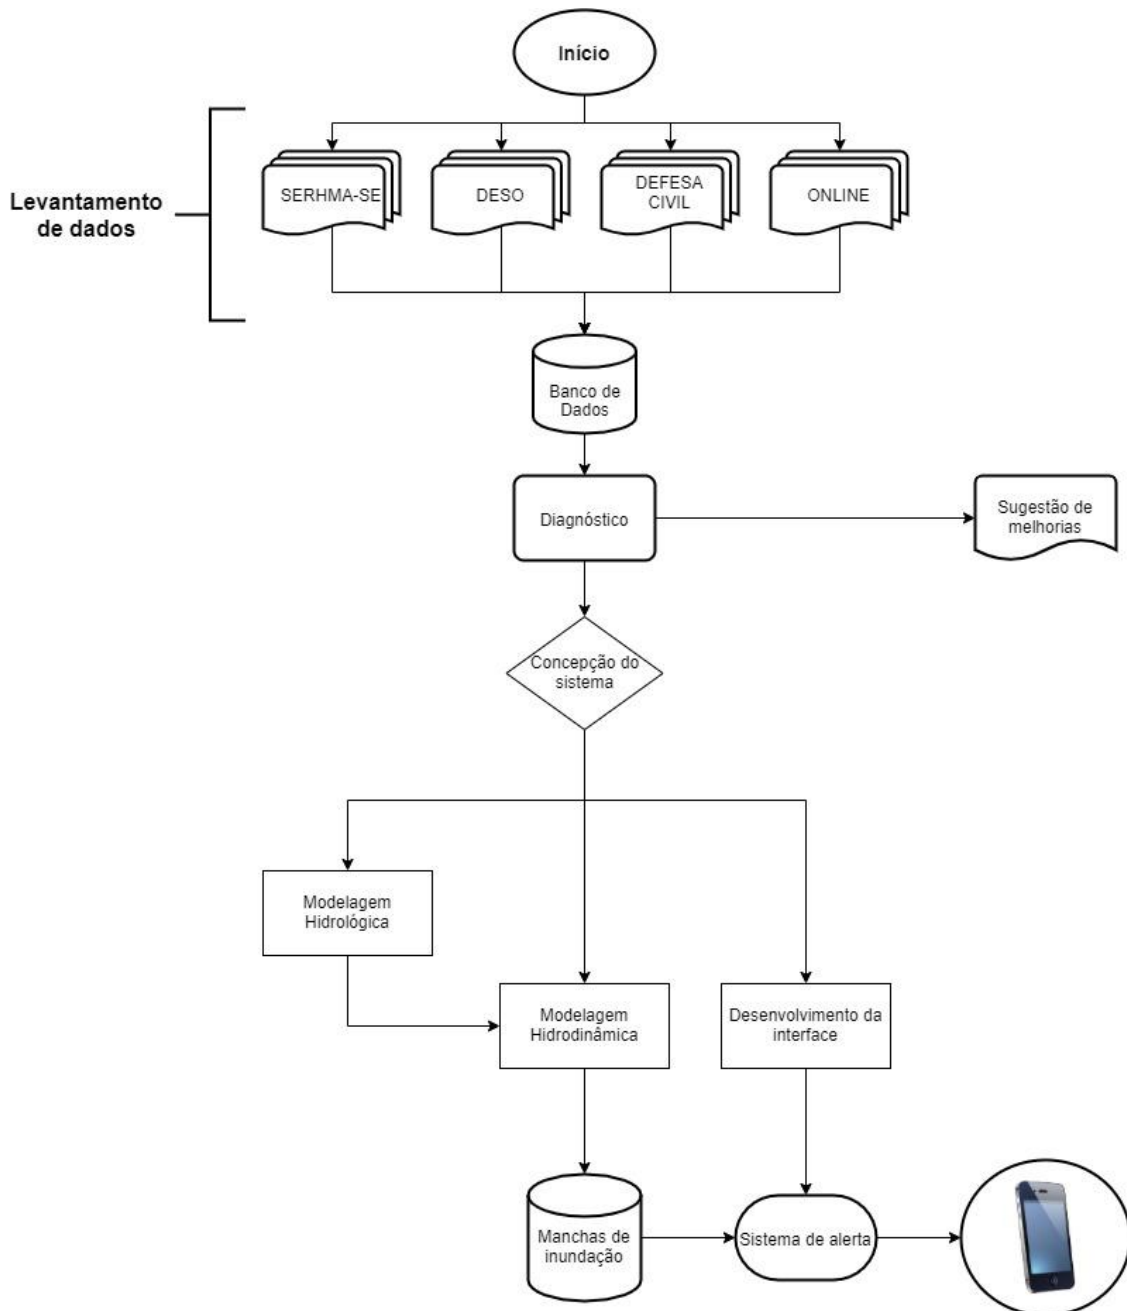 Início
Levantamento
de dados
SERHMA-SE
DESO
DEFESA
CIVIL
ONLINE
Banco de
Dados
Diagnóstico
Sugestão de
melhorias
Concepção do
sistema
Modelagem
Hidrológica
Modelagem
Hidrodinâmica
Desenvolvimento da
interface
Manchas de
inundação
Sistema de alerta